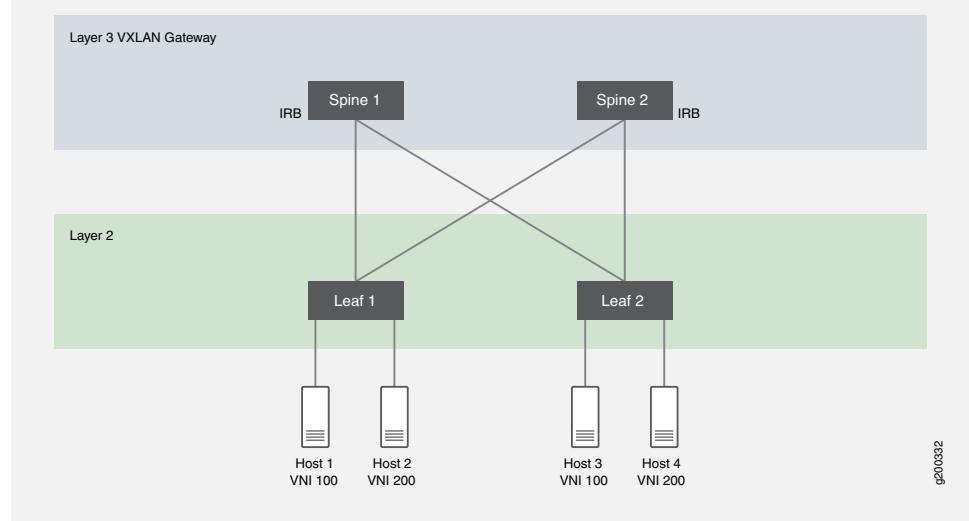 Layer 3 VXLAN Gateway
Spine 1
Spine 2
IRB
IRB
Layer 2
Leaf 1
Leaf 2
Host 1
VNI 100
Host 2
VNI 200
Host 3
VNI 100
Host 4
VNI 200
g200332